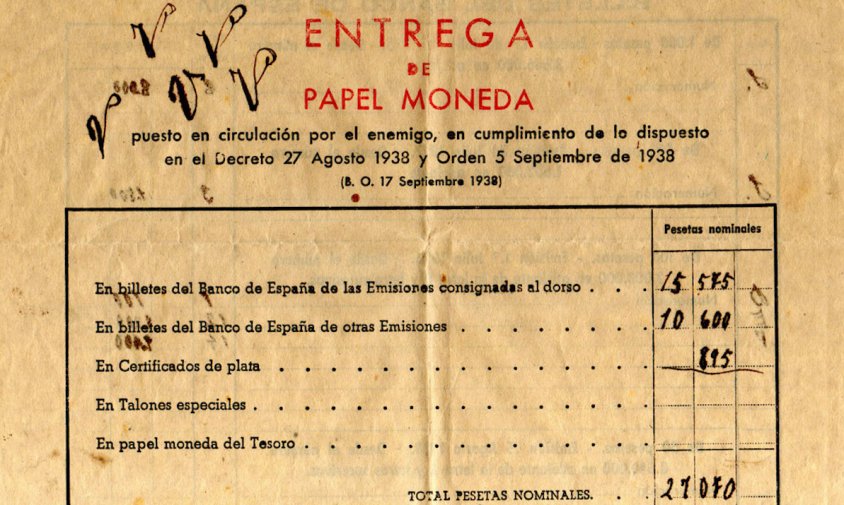 ENTREGA
DE
PAPEL MONEDA
puesto en circulación por el enemigo, en cumplimiento de lo dispuesto
en el Decreto 27 Agosto 1938 y Orden 5 Septiembre de 1938
(B. O. 17 Septiembre 1938)
Pesetas nominales
En billetes del Banco de España de las Emisiones consignadas al dorso . . . 15 575
En billetes del Banco de España de otras Emisiones . . . . . . . 10 600
En Certificados de plata . . . . . . . . . . . . . 895
En Talones especiales . . . . . . . . . . . . . .
En papel moneda del Tesoro . . . . . . . . . . . .
TOTAL PESETAS NOMINALES. . . 27 070